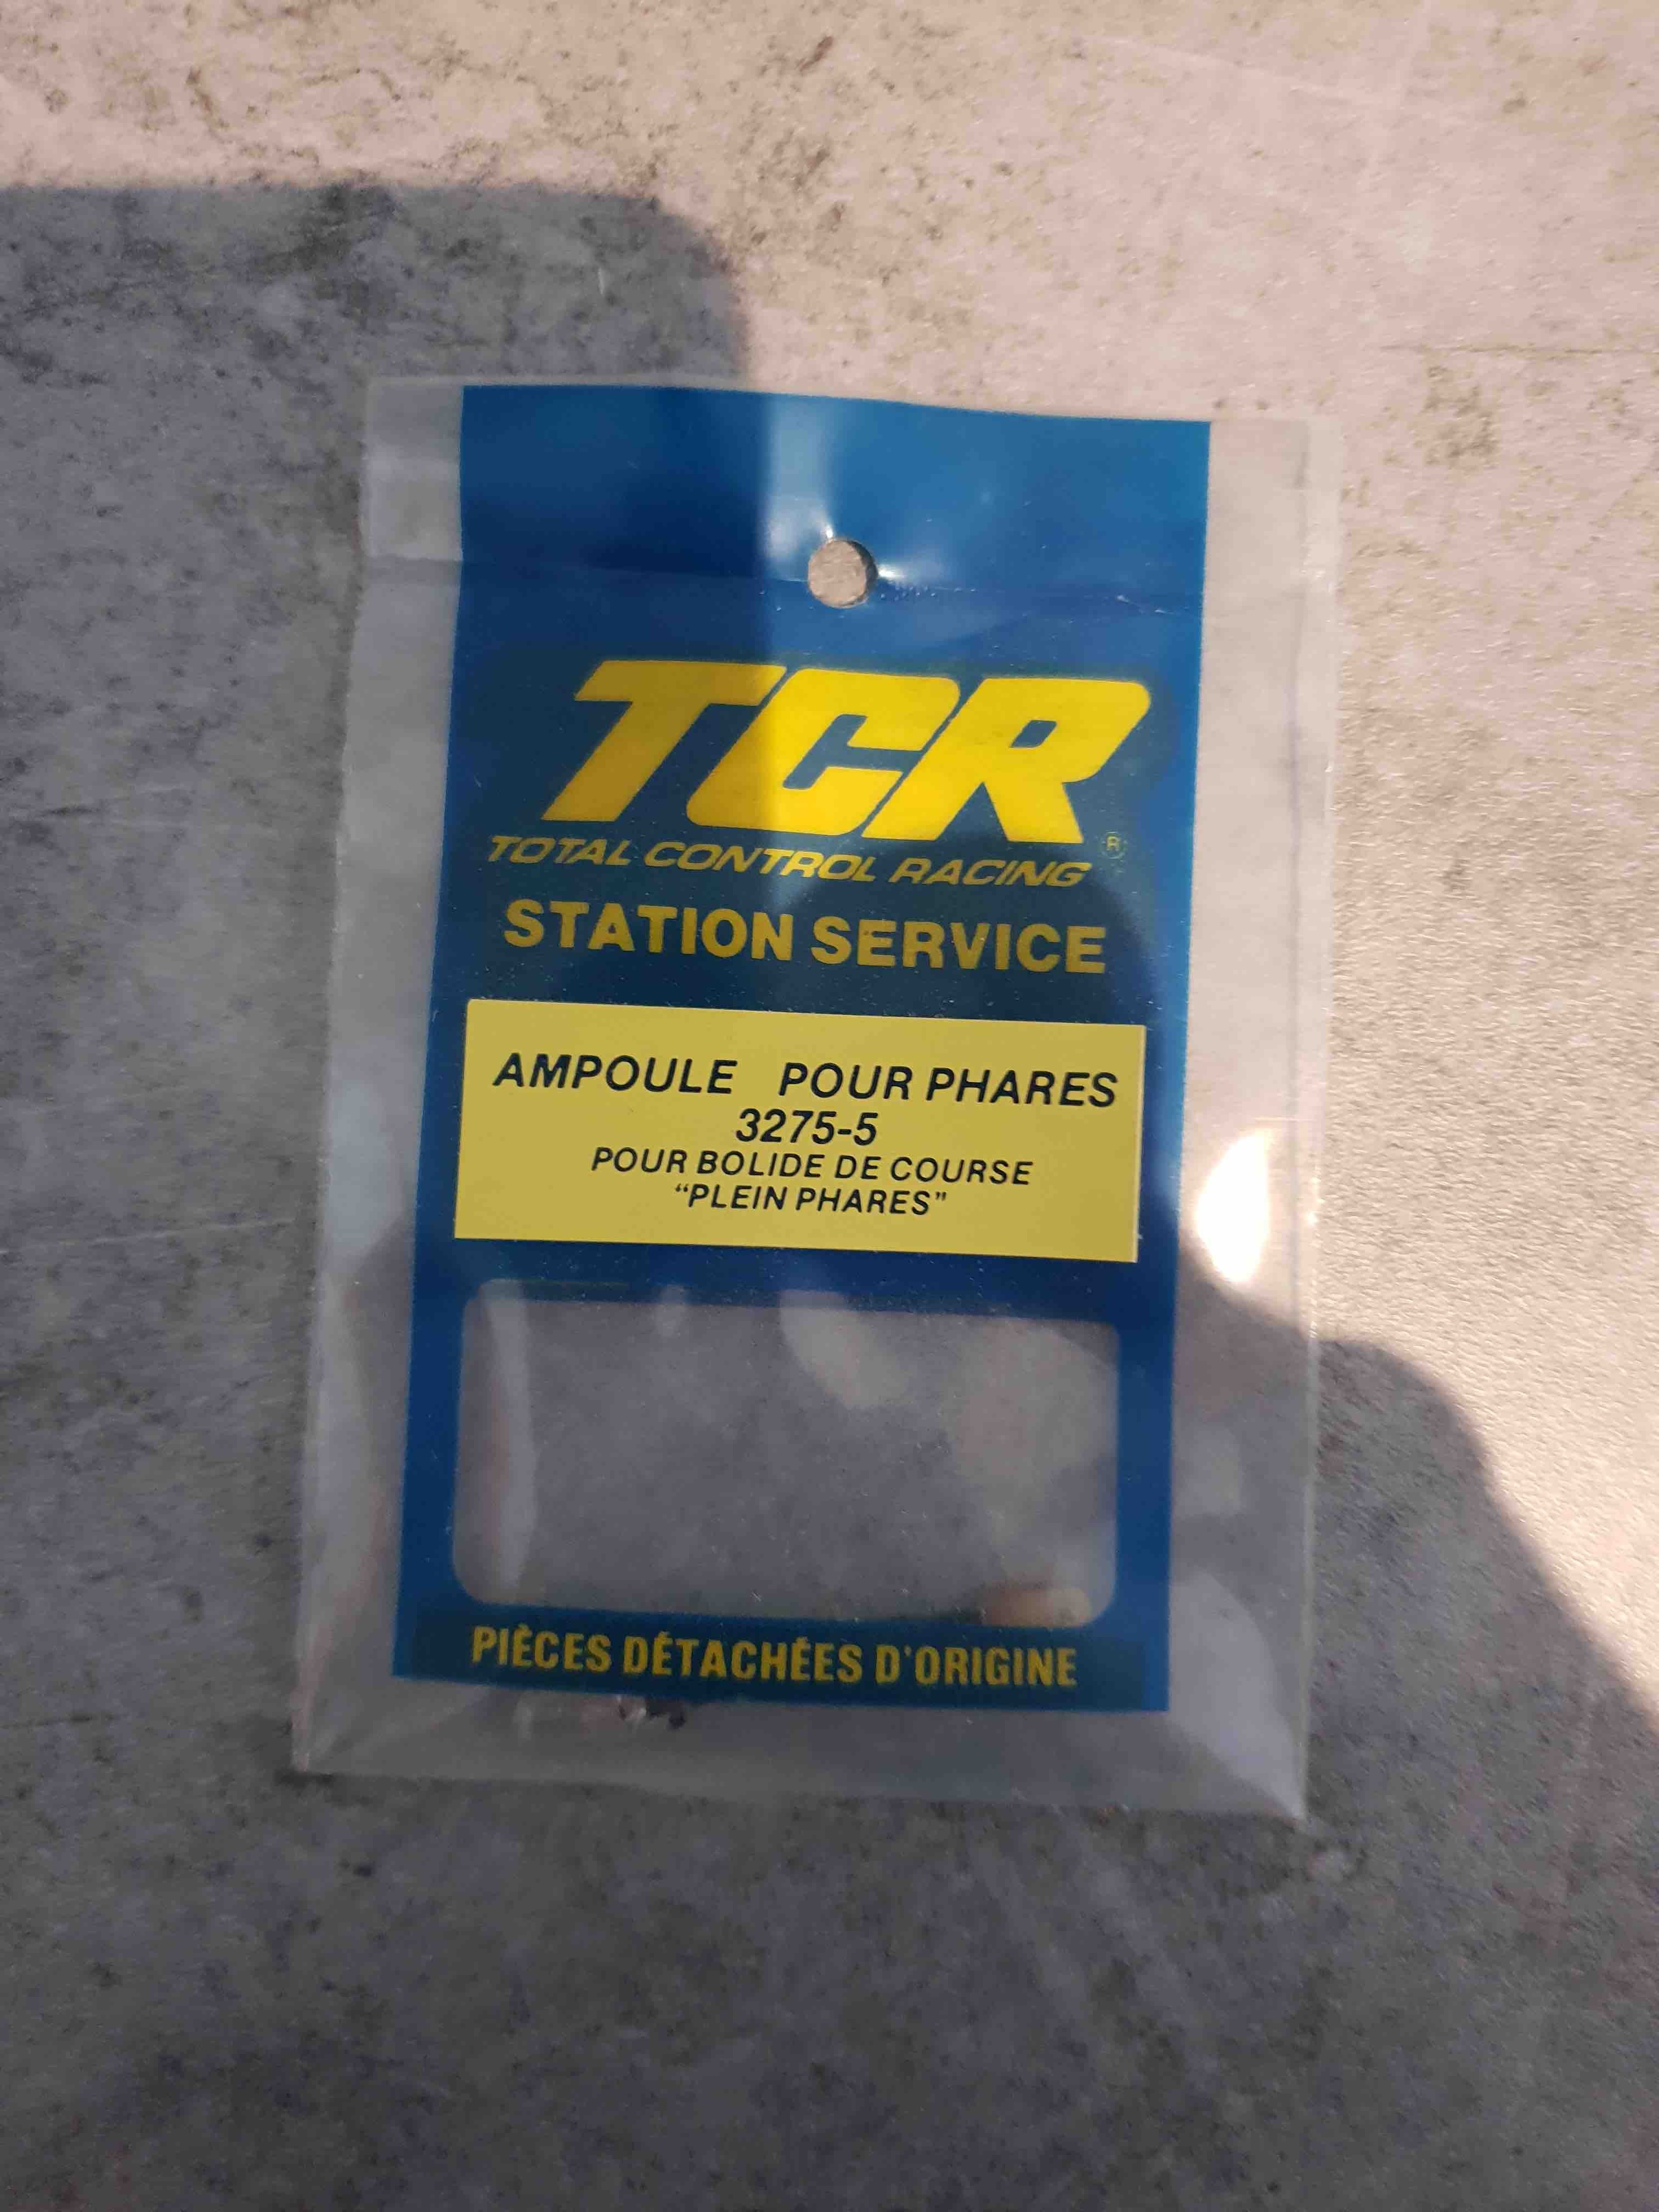 TCR
®
TOTAL CONTROL RACING
STATION SERVICE
AMPOULE POUR PHARES
3275-5
POUR BOLIDE DE COURSE
“PLEIN PHARES”
PIÈCES DÉTACHÉES D'ORIGINE